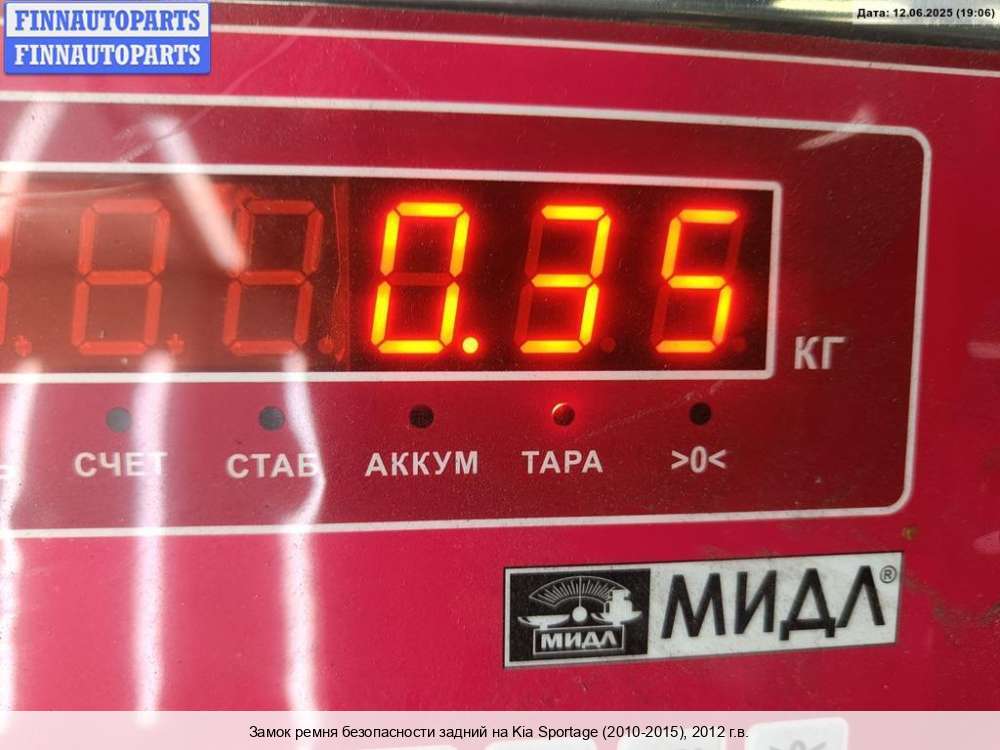 FINNAUTOPARTS
FINNAUTOPARTS
Дата: 12.06.2025 (19:06)
0.35
КГ
СЧЕТ СТАБ АККУМ ТАРА >0<
МИДЛ МИДЛ®
Замок ремня безопасности задний на Kia Sportage (2010-2015), 2012 г.в.